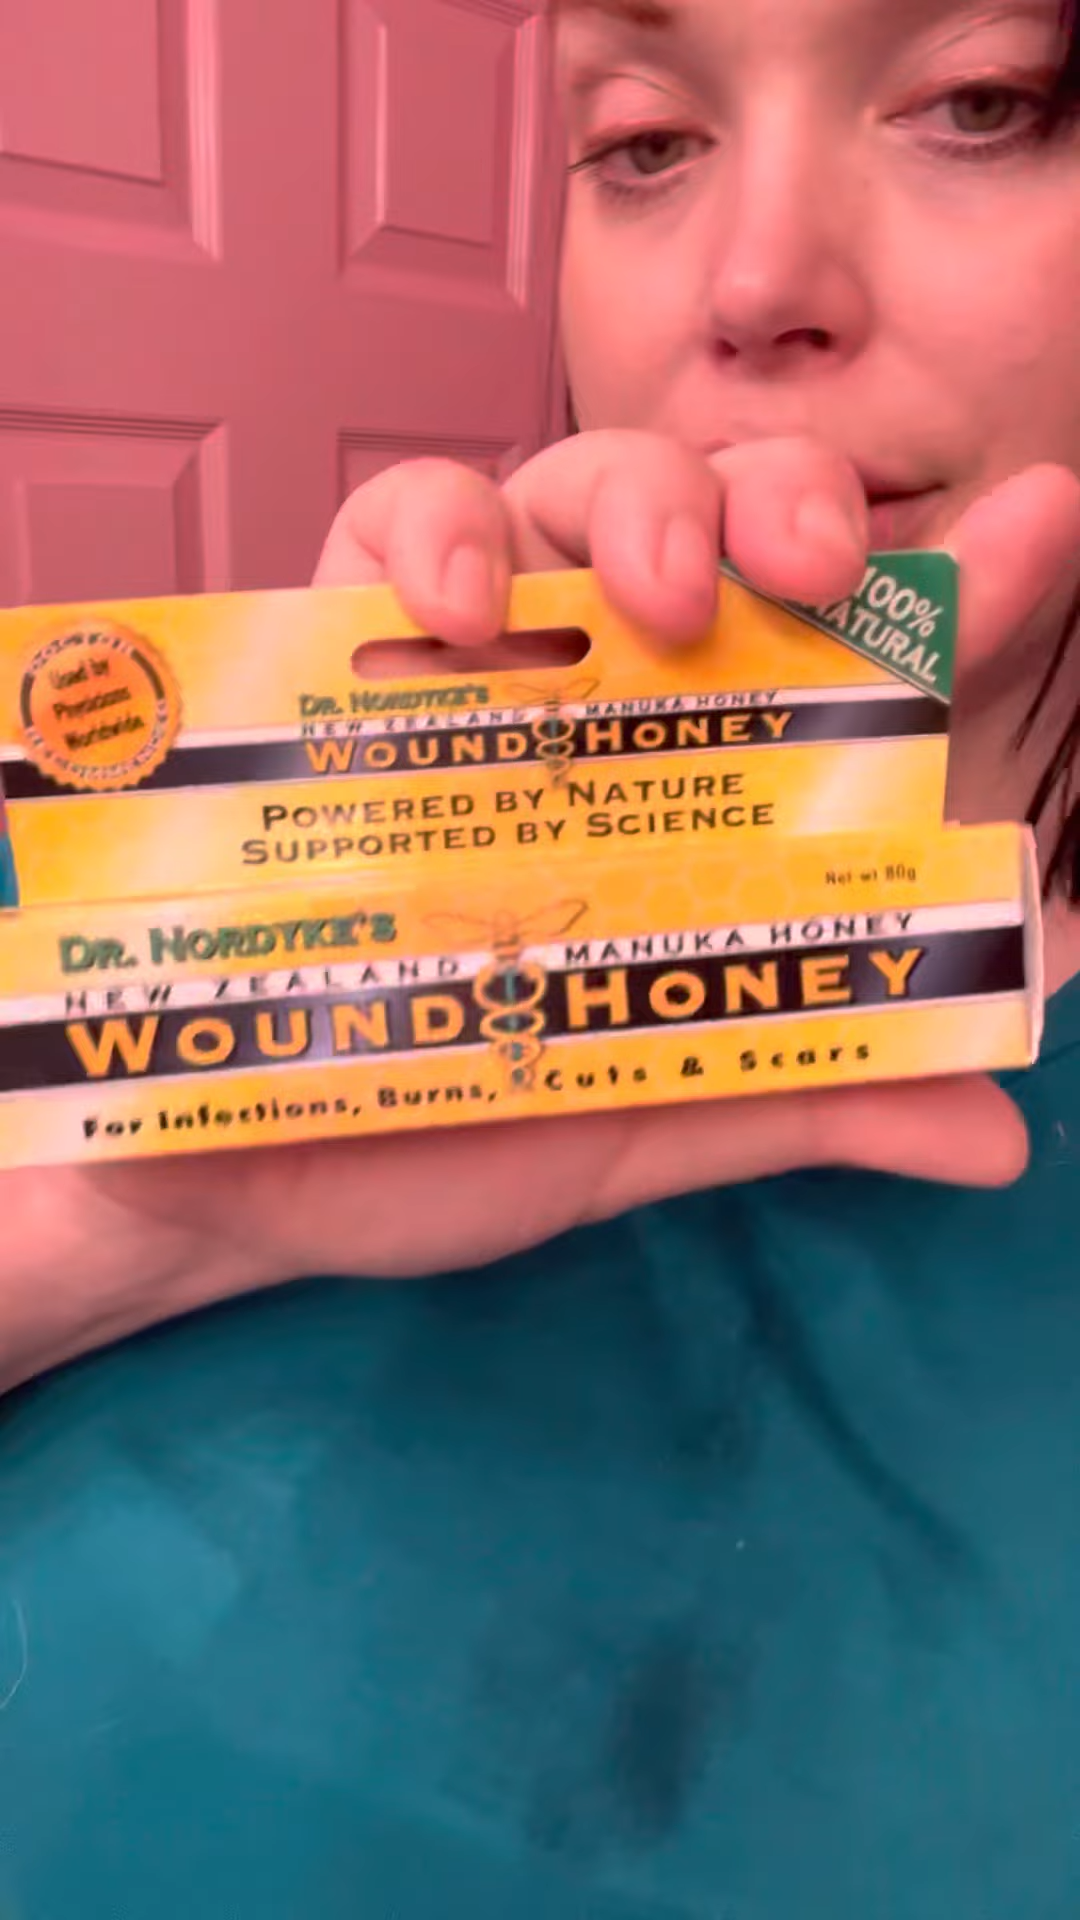 100%
NATURAL
Used by
Physicians
Worldwide
DR. NORDYKE'S
NEW ZEALAND MANUKA HONEY
WOUND HONEY
POWERED BY NATURE
SUPPORTED BY SCIENCE
Net wt 80g
DR. NORDYKE'S
NEW ZEALAND MANUKA HONEY
WOUND HONEY
For Infections, Burns, Cuts & Scars